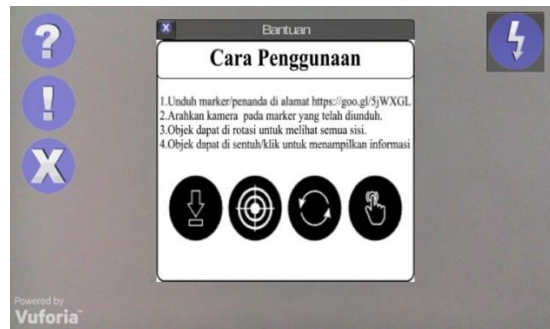 Bantuan
Cara Penggunaan
1.Unduh marker/penanda di alamat https://goo.gl/5jWXGL
2.Arahkan kamera pada marker yang telah diunduh.
3.Objek dapat di rotasi untuk melihat semua sisi.
4.Objek dapat di sentuh/klik untuk menampilkan informasi
Powered by
Vuforia™